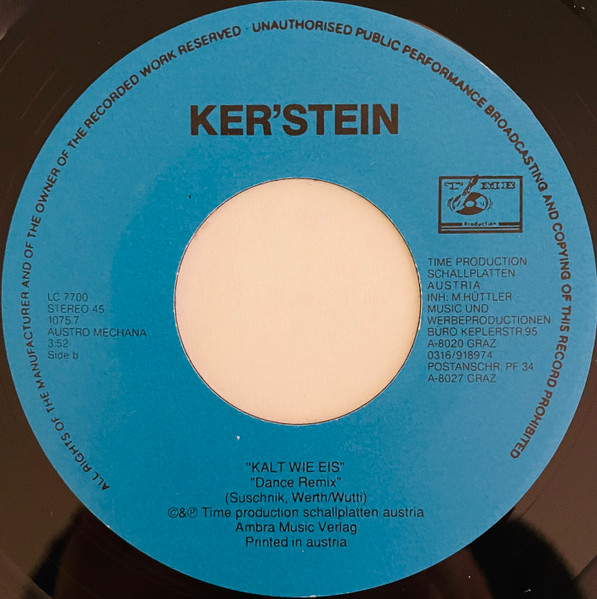 ALL RIGHTS OF THE MANUFACTURER AND OF THE OWNER OF THE RECORDED WORK RESERVED · UNAUTHORISED PUBLIC PERFORMANCE BROADCASTING AND COPYING OF THIS RECORD PROHIBITED
KER'STEIN
TIME
Production
LC 7700
STEREO 45
1075.7
AUSTRO MECHANA
3:52
Side b
TIME PRODUCTION
SCHALLPLATTEN
AUSTRIA
INH: M.HÜTTLER
MUSIC UND
WERBEPRODUCTIONEN
BÜRO KEPLERSTR.95
A-8020 GRAZ
0316/918974
POSTANSCHR: PF 34
A-8027 GRAZ
"KALT WIE EIS"
"Dance Remix"
(Suschnik, Werth/Wutti)
©&℗ Time production schallplatten austria
Ambra Music Verlag
Printed in austria